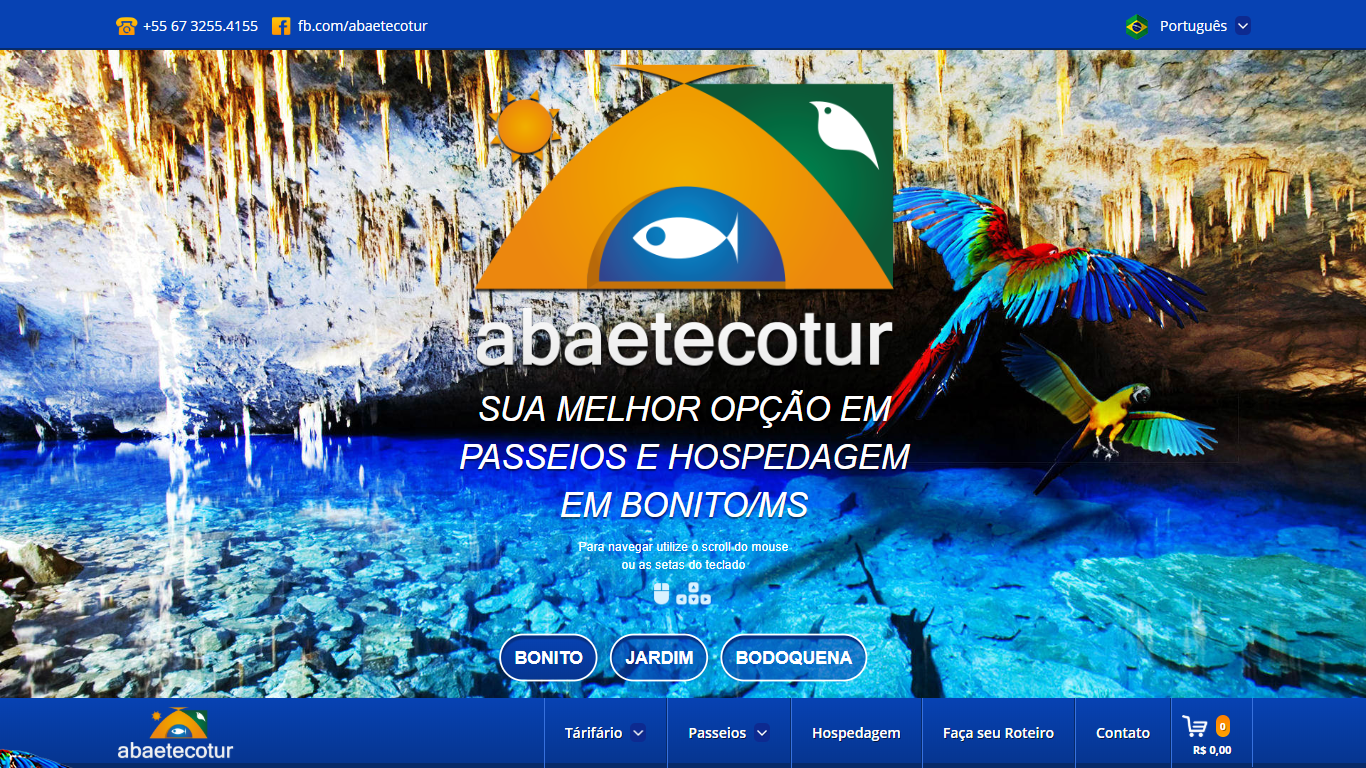 +55 67 3255.4155
fb.com/abaetecotur
Português
abaetecotur
SUA MELHOR OPÇÃO EM
PASSEIOS E HOSPEDAGEM
EM BONITO/MS
Para navegar utilize o scroll do mouse
ou as setas do teclado
BONITO
JARDIM
BODOQUENA
abaetecotur
Tárifário
Passeios
Hospedagem
Faça seu Roteiro
Contato
0
R$ 0,00